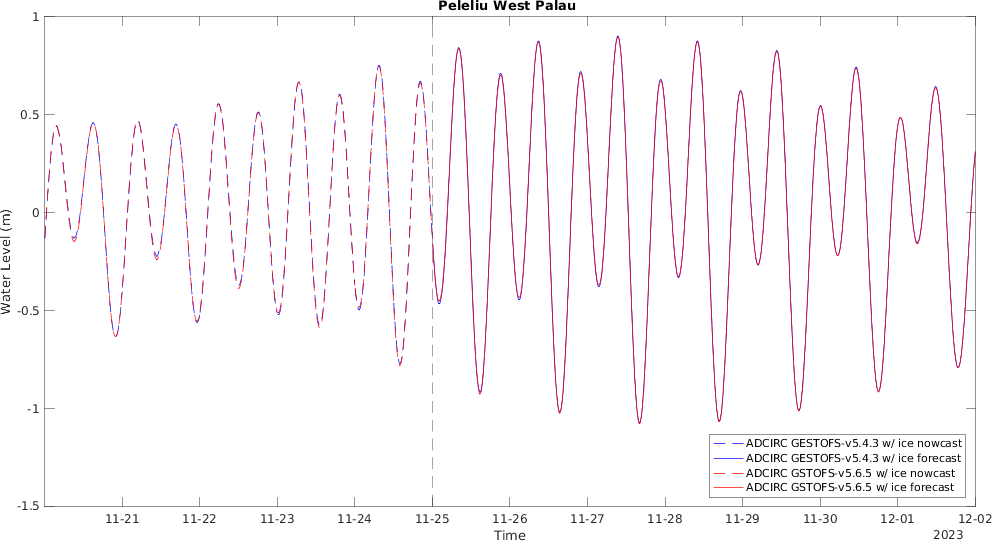 Peleliu West Palau
Water Level (m)
1
0.5
0
-0.5
-1
-1.5
ADCIRC GESTOFS-v5.4.3 w/ ice nowcast
ADCIRC GESTOFS-v5.4.3 w/ ice forecast
ADCIRC GSTOFS-v5.6.5 w/ ice nowcast
ADCIRC GSTOFS-v5.6.5 w/ ice forecast
11-21 11-22 11-23 11-24 11-25 11-26 11-27 11-28 11-29 11-30 12-01 12-02
Time
2023